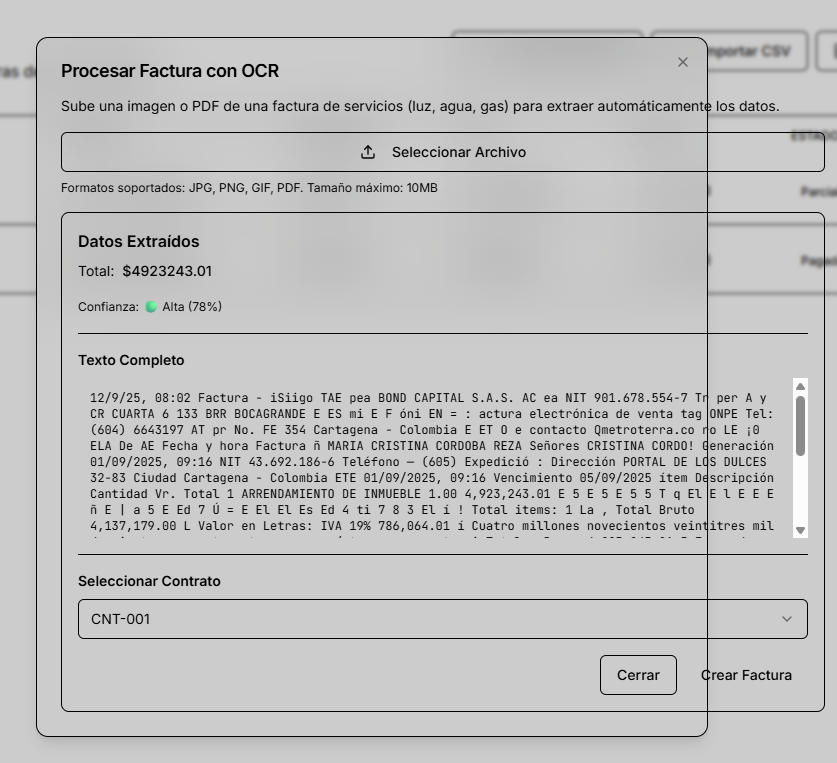 Importar CSV
Procesar Factura con OCR
Sube una imagen o PDF de una factura de servicios (luz, agua, gas) para extraer automáticamente los datos.
Seleccionar Archivo
Formatos soportados: JPG, PNG, GIF, PDF. Tamaño máximo: 10MB
Datos Extraídos
Total: $4923243.01
Confianza: Alta (78%)
Texto Completo
12/9/25, 08:02 Factura - iSiigo TAE pea BOND CAPITAL S.A.S. AC ea NIT 901.678.554-7 Tr per A y
CR CUARTA 6 133 BRR BOCAGRANDE E ES mi E F óni EN = : actura electrónica de venta tag ONPE Tel:
(604) 6643197 AT pr No. FE 354 Cartagena - Colombia E ET O e contacto Qmetroterra.co ro LE ¡0
ELA De AE Fecha y hora Factura ñ MARIA CRISTINA CORDOBA REZA Señores CRISTINA CORDO! Generación
01/09/2025, 09:16 NIT 43.692.186-6 Teléfono — (605) Expedició : Dirección PORTAL DE LOS DULCES
32-83 Ciudad Cartagena - Colombia ETE 01/09/2025, 09:16 Vencimiento 05/09/2025 ítem Descripción
Cantidad Vr. Total 1 ARRENDAMIENTO DE INMUEBLE 1.00 4,923,243.01 E 5 E 5 E 5 5 T q El E l E E E
ñ E | a 5 E Ed 7 Ú = E El El Es Ed 4 ti 7 8 3 El í ! Total items: 1 La , Total Bruto
4,137,179.00 L Valor en Letras: IVA 19% 786,064.01 í Cuatro millones novecientos veintitres mil
Seleccionar Contrato
CNT-001
Cerrar
Crear Factura